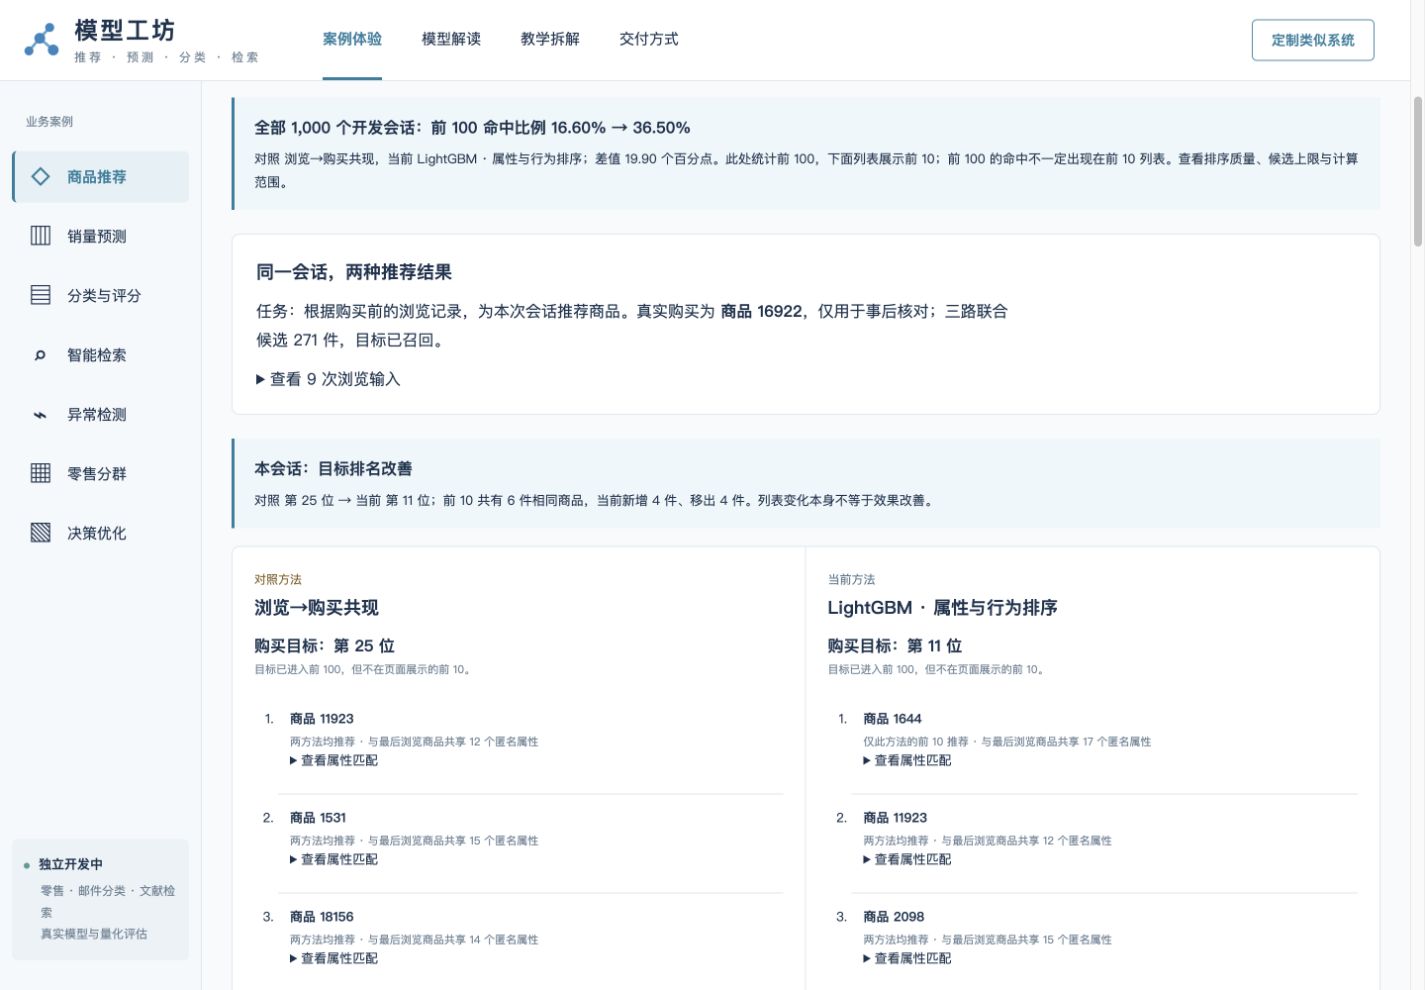 模型工坊
推荐 · 预测 · 分类 · 检索
案例体验
模型解读
教学拆解
交付方式
定制类似系统
业务案例
商品推荐
销量预测
分类与评分
智能检索
异常检测
零售分群
决策优化
独立开发中
零售 · 邮件分类 · 文献检
索
真实模型与量化评估
全部 1,000 个开发会话：前 100 命中比例 16.60% → 36.50%
对照 浏览→购买共现，当前 LightGBM · 属性与行为排序；差值 19.90 个百分点。此处统计前 100，下面列表展示前 10；前 100 的命中不一定出现在前 10 列表。查看排序质量、候选上限与计算
范围。
同一会话，两种推荐结果
任务：根据购买前的浏览记录，为本次会话推荐商品。真实购买为 商品 16922，仅用于事后核对；三路联合
候选 271 件，目标已召回。
▶ 查看 9 次浏览输入
本会话：目标排名改善
对照 第 25 位 → 当前 第 11 位；前 10 共有 6 件相同商品，当前新增 4 件、移出 4 件。列表变化本身不等于效果改善。
对照方法
浏览→购买共现
购买目标：第 25 位
目标已进入前 100，但不在页面展示的前 10。
1. 商品 11923
两方法均推荐 · 与最后浏览商品共享 12 个匿名属性
▶ 查看属性匹配
2. 商品 1531
两方法均推荐 · 与最后浏览商品共享 15 个匿名属性
▶ 查看属性匹配
3. 商品 18156
两方法均推荐 · 与最后浏览商品共享 14 个匿名属性
▶ 查看属性匹配
当前方法
LightGBM · 属性与行为排序
购买目标：第 11 位
目标已进入前 100，但不在页面展示的前 10。
1. 商品 1644
仅此方法的前 10 推荐 · 与最后浏览商品共享 17 个匿名属性
▶ 查看属性匹配
2. 商品 11923
两方法均推荐 · 与最后浏览商品共享 12 个匿名属性
▶ 查看属性匹配
3. 商品 2098
两方法均推荐 · 与最后浏览商品共享 15 个匿名属性
▶ 查看属性匹配